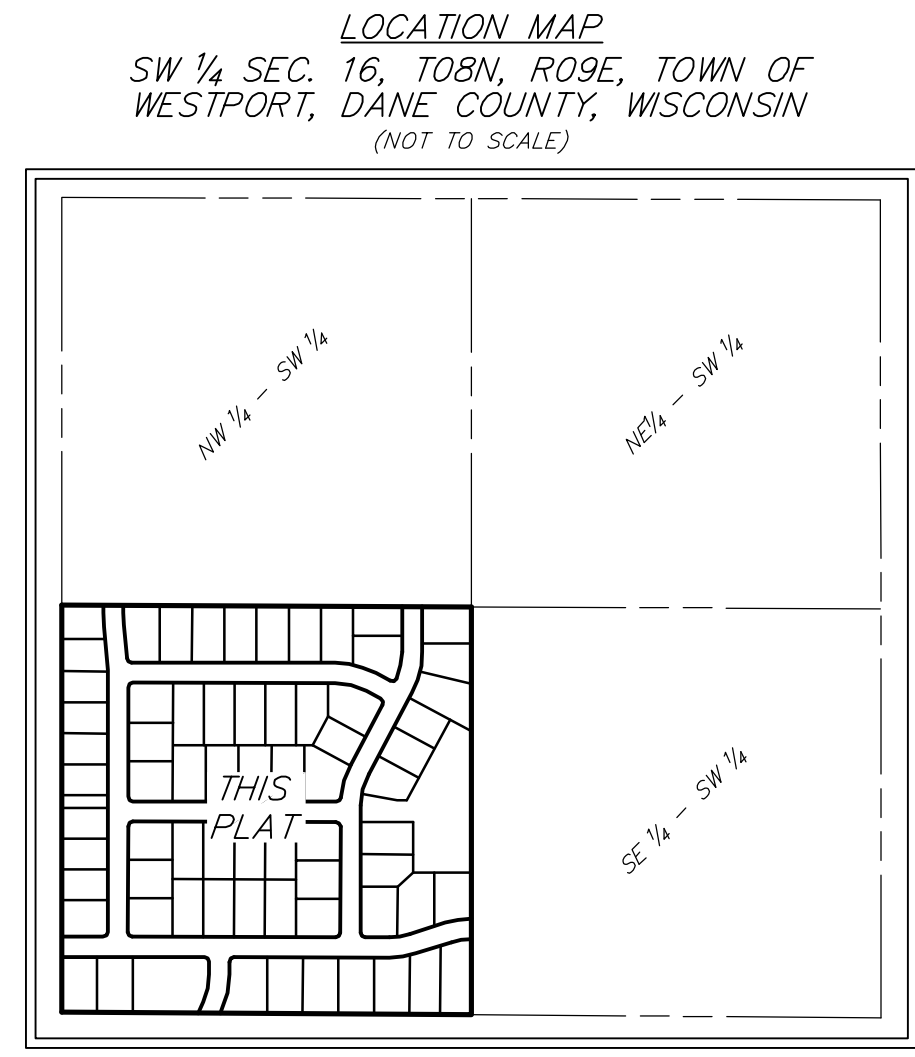 LOCATION MAP
SW 1/4 SEC. 16, T08N, R09E, TOWN OF
WESTPORT, DANE COUNTY, WISCONSIN
(NOT TO SCALE)
NW 1/4 - SW 1/4
NE1/4 - SW 1/4
THIS
PLAT
SE 1/4 - SW 1/4